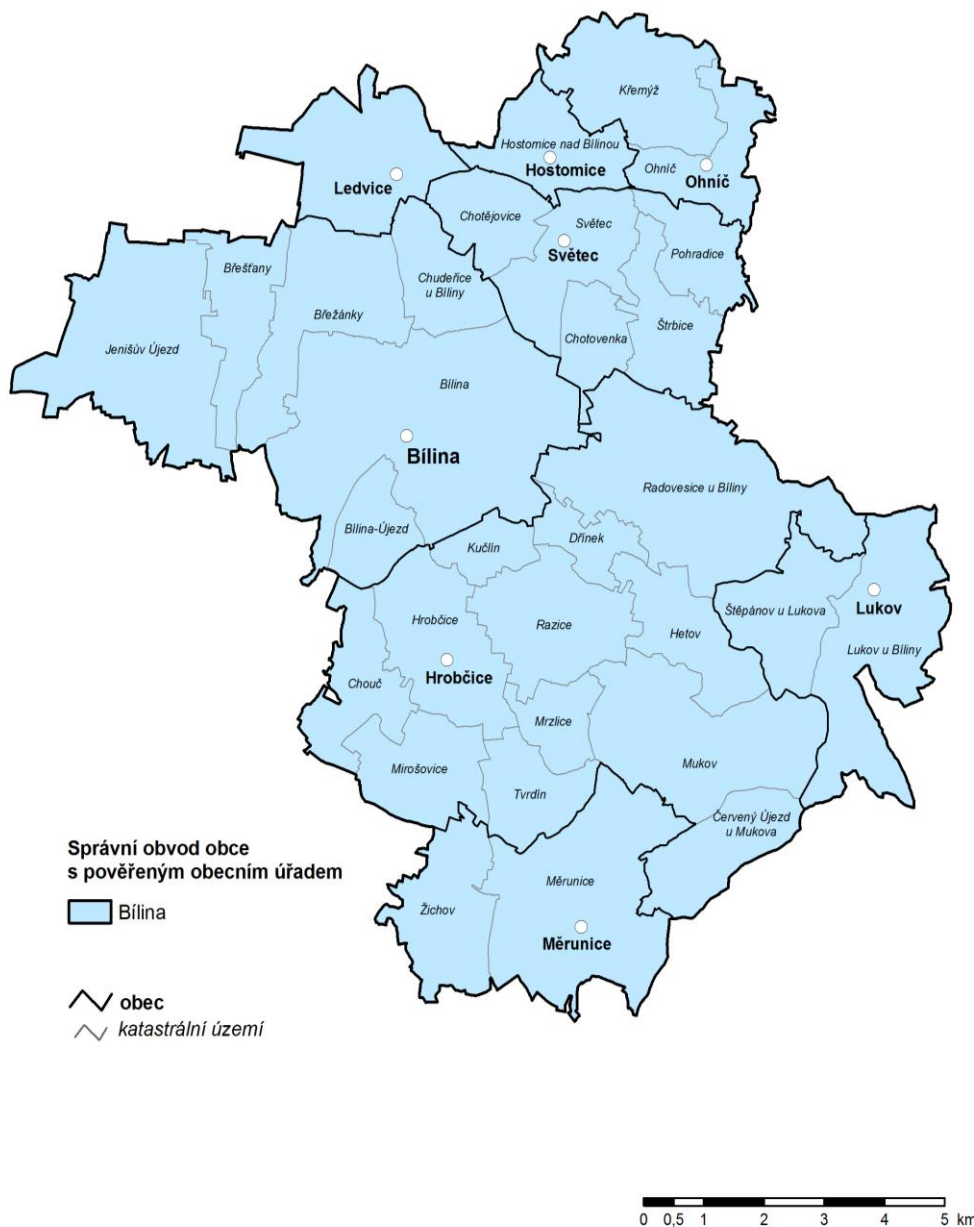 Křemýž
Hostomice nad Bílinou
Hostomice
Ohníč
Ohníč
Ledvice
Chotějovice
Světec
Světec
Pohradice
Břešťany
Chudeřice
u Bíliny
Břežánky
Štrbice
Chotovenka
Jenišův Újezd
Bílina
Bílina
Radovesice u Bíliny
Bílina-Újezd
Kučlín
Dřínek
Štěpánov u Lukova
Lukov
Hrobčice
Razice
Hetov
Lukov u Bíliny
Hrobčice
Chouč
Mrzlice
Mirošovice
Mukov
Tvrdín
Červený Újezd
u Mukova
Správní obvod obce
s pověřeným obecním úřadem
Bílina
Žichov
Měrunice
Měrunice
obec
katastrální území
0 0,5 1 2 3 4 5 km